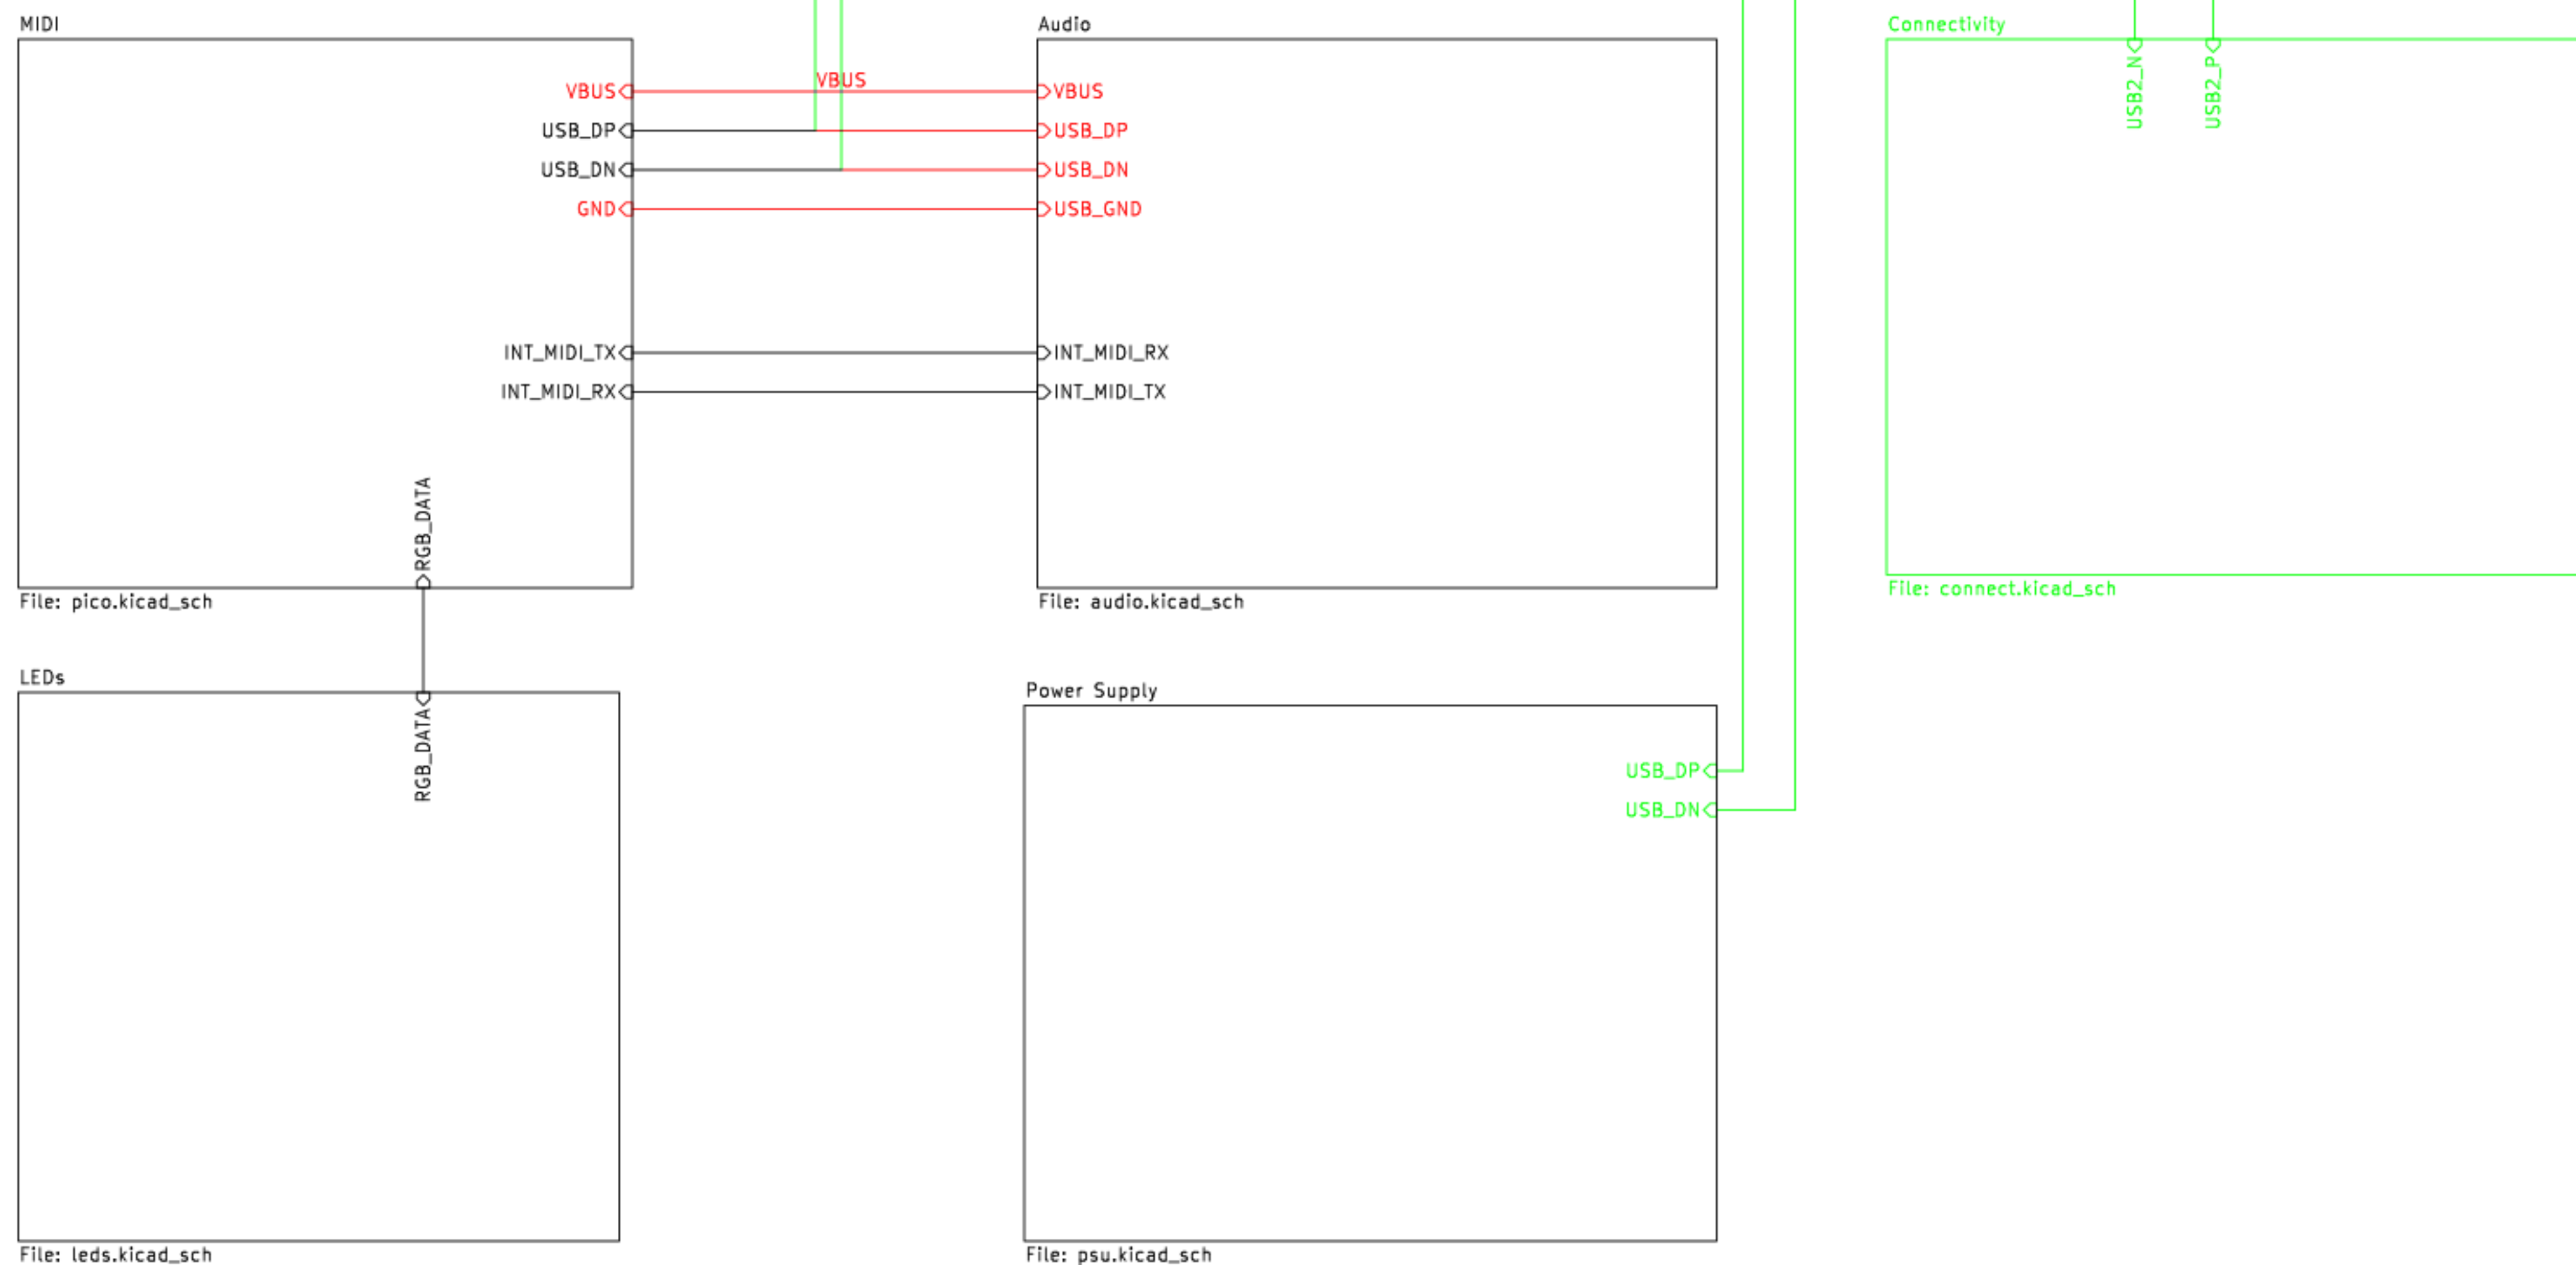 MIDI
Audio
Connectivity
VBUS
VBUS
VBUS
USB_DP
USB_DP
USB_DN
USB_DN
GND
USB_GND
USB2_N
USB2_P
INT_MIDI_TX
INT_MIDI_RX
INT_MIDI_RX
INT_MIDI_TX
RGB_DATA
File: pico.kicad_sch
File: audio.kicad_sch
File: connect.kicad_sch
LEDs
Power Supply
RGB_DATA
USB_DP
USB_DN
File: leds.kicad_sch
File: psu.kicad_sch